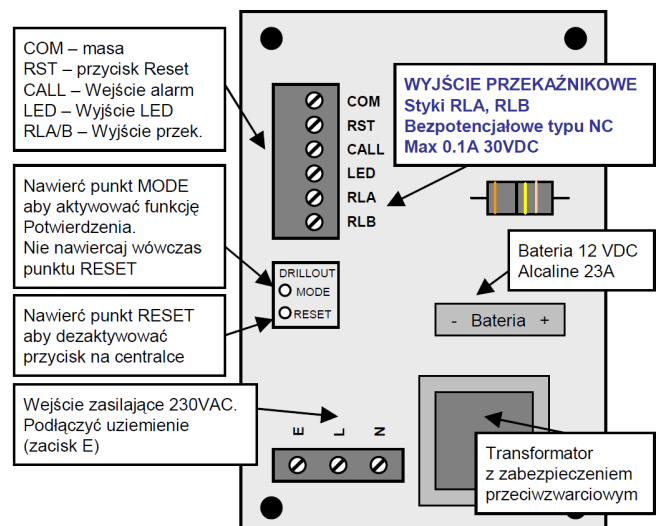 COM – masa
RST – przycisk Reset
CALL – Wejście alarm
LED – Wyjście LED
RLA/B – Wyjście przek.
COM
RST
CALL
LED
RLA
RLB
WYJŚCIE PRZEKAŹNIKOWE
Styki RLA, RLB
Bezpotencjałowe typu NC
Max 0.1A 30VDC
Nawierć punkt MODE
aby aktywować funkcję
Potwierdzenia.
Nie nawiercaj wówczas
punktu RESET
DRILLOUT
MODE
RESET
Bateria 12 VDC
Alcaline 23A
- Bateria +
Nawierć punkt RESET
aby dezaktywować
przycisk na centralce
Wejście zasilające 230VAC.
Podłączyć uziemienie
(zacisk E)
E L N
Transformator
z zabezpieczeniem
przeciwzwarciowym